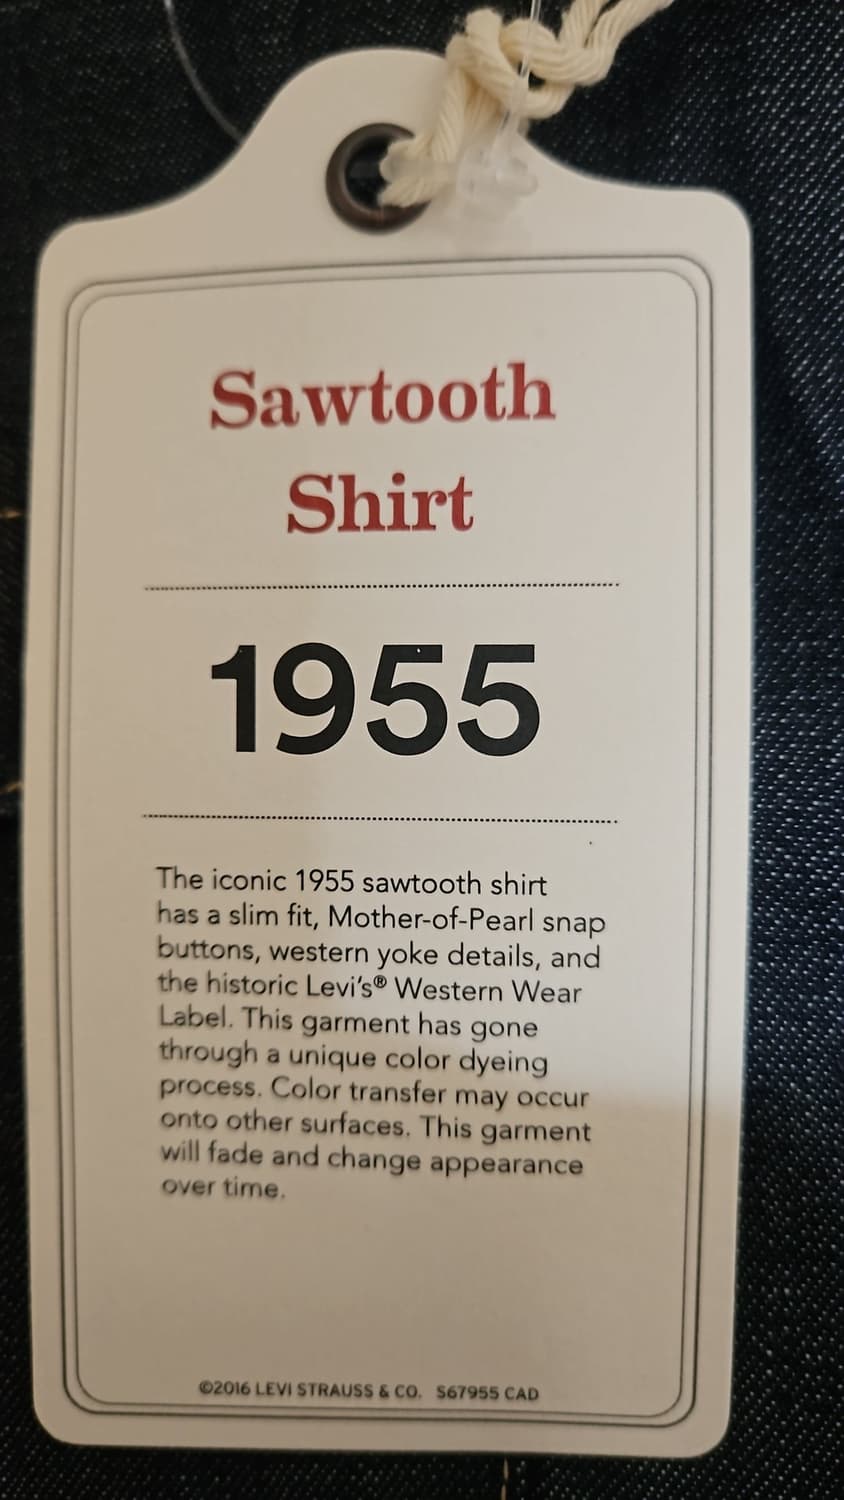 Sawtooth
Shirt
1955
The iconic 1955 sawtooth shirt
has a slim fit, Mother-of-Pearl snap
buttons, western yoke details, and
the historic Levi's® Western Wear
Label. This garment has gone
through a unique color dyeing
process. Color transfer may occur
onto other surfaces. This garment
will fade and change appearance
over time.
©2016 LEVI STRAUSS & CO. S67955 CAD